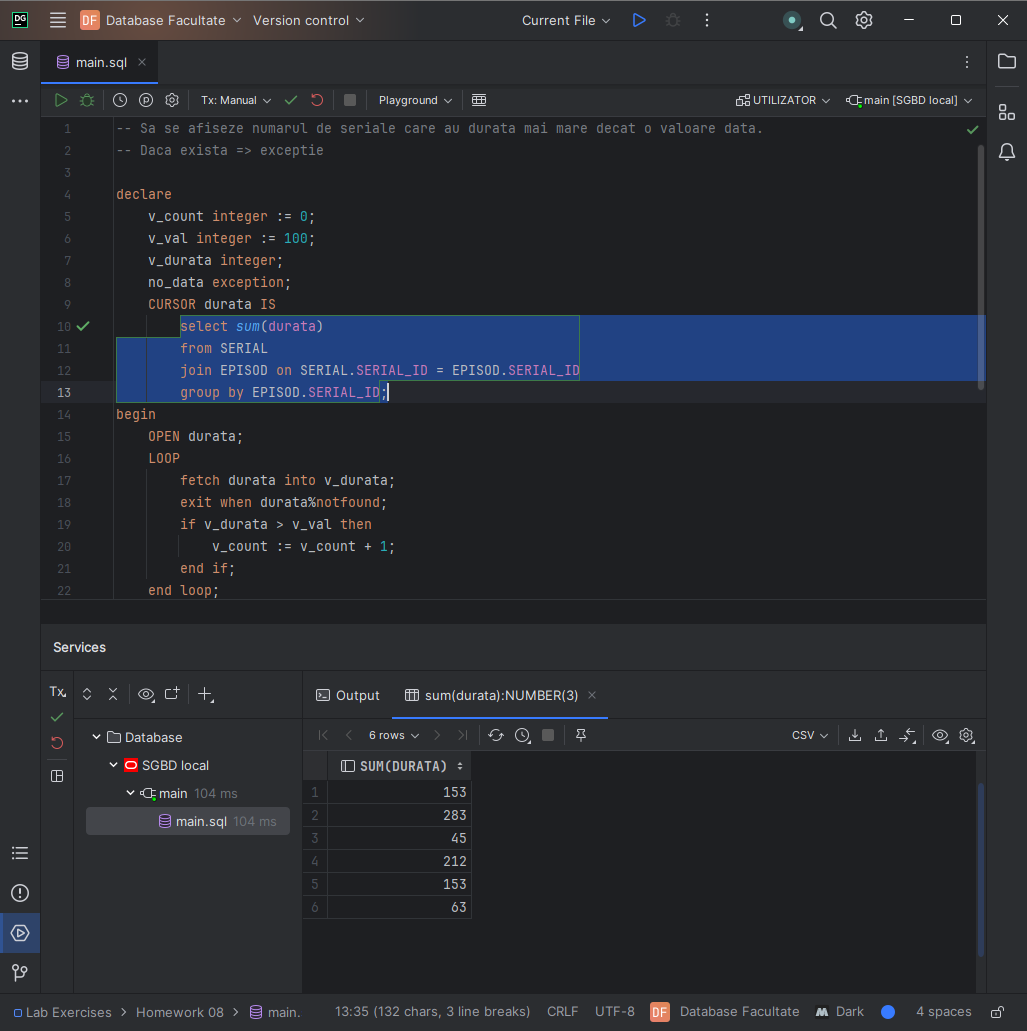 DG
DF Database Facultate Version control Current File
main.sql
Tx: Manual Playground UTILIZATOR main [SGBD local]
1 -- Sa se afiseze numarul de seriale care au durata mai mare decat o valoare data.
2 -- Daca exista => exceptie
3
4 declare
5 v_count integer := 0;
6 v_val integer := 100;
7 v_durata integer;
8 no_data exception;
9 CURSOR durata IS
10 select sum(durata)
11 from SERIAL
12 join EPISOD on SERIAL.SERIAL_ID = EPISOD.SERIAL_ID
13 group by EPISOD.SERIAL_ID;
14 begin
15 OPEN durata;
16 LOOP
17 fetch durata into v_durata;
18 exit when durata%notfound;
19 if v_durata > v_val then
20 v_count := v_count + 1;
21 end if;
22 end loop;
Services
Tx
Output sum(durata):NUMBER(3)
Database
SGBD local
main 104 ms
main.sql 104 ms
6 rows CSV
SUM(DURATA)
1 153
2 283
3 45
4 212
5 153
6 63
Lab Exercises > Homework 08 > main. 13:35 (132 chars, 3 line breaks) CRLF UTF-8 DF Database Facultate Dark 4 spaces